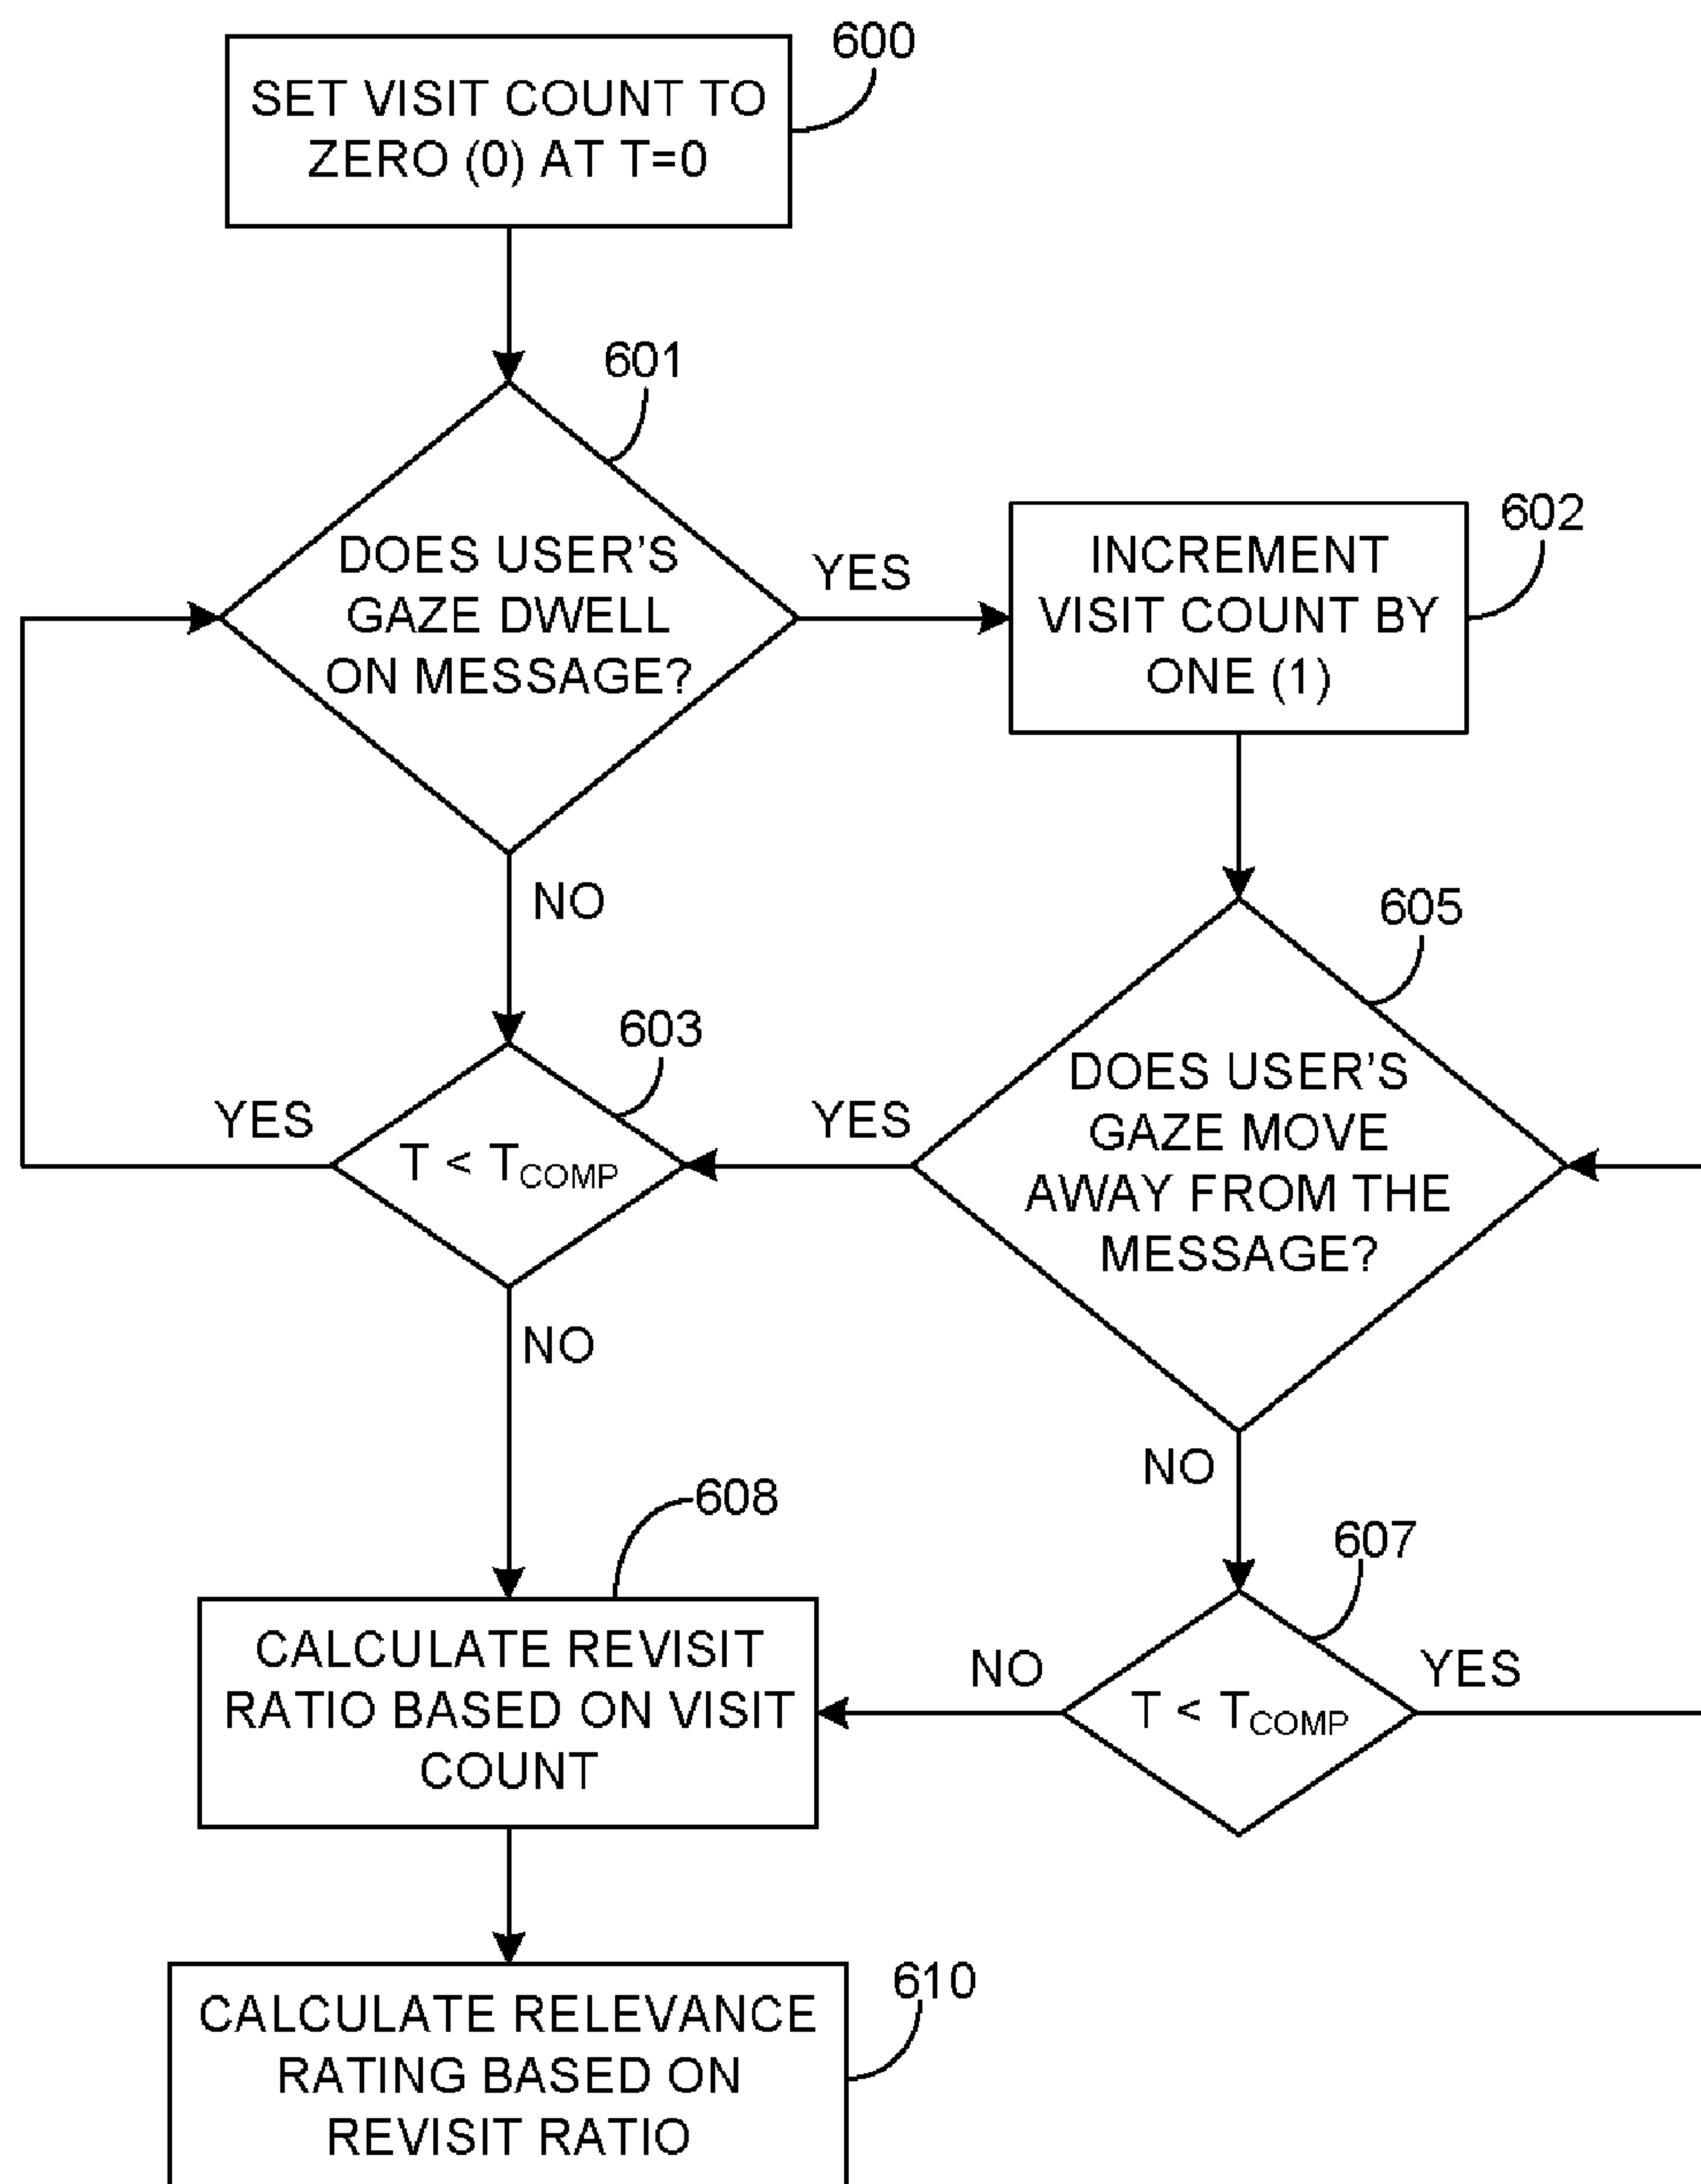 600
SET VISIT COUNT TO
ZERO (0) AT T=0
601
DOES USER'S
GAZE DWELL
ON MESSAGE?
YES
602
INCREMENT
VISIT COUNT BY
ONE (1)
NO
605
DOES USER'S
GAZE MOVE
AWAY FROM THE
MESSAGE?
603
YES
T < TCOMP
YES
NO
NO
607
608
CALCULATE REVISIT
RATIO BASED ON VISIT
COUNT
NO
T < TCOMP
YES
610
CALCULATE RELEVANCE
RATING BASED ON
REVISIT RATIO